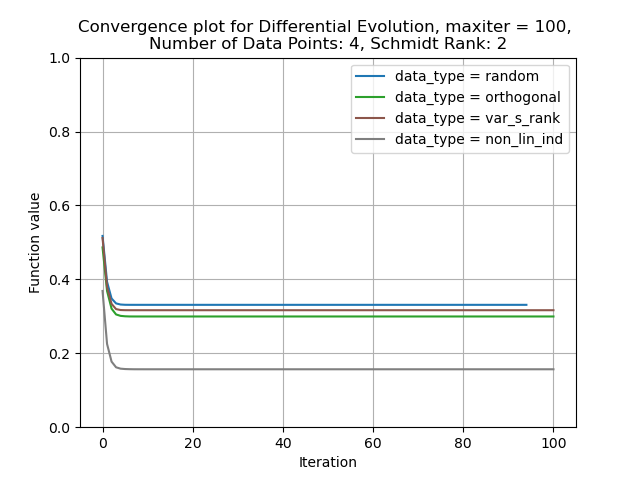 Convergence plot for Differential Evolution, maxiter = 100,
Number of Data Points: 4, Schmidt Rank: 2
data_type = random
data_type = orthogonal
data_type = var_s_rank
data_type = non_lin_ind
Function value
1.0
0.8
0.6
0.4
0.2
0.0
0 20 40 60 80 100
Iteration